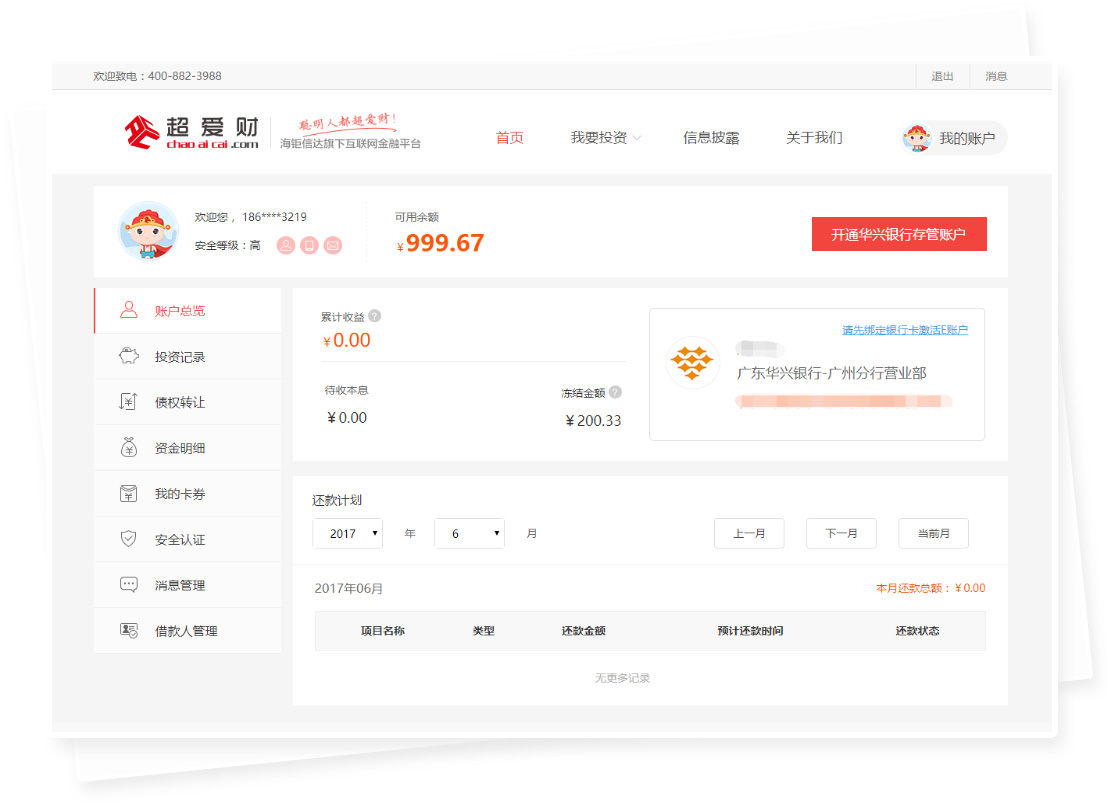 欢迎致电：400-882-3988
退出
消息
超爱财
chao ai cai .com
聪明人都超爱财！
海钜信达旗下互联网金融平台
首页
我要投资
信息披露
关于我们
我的账户
欢迎您 ，186****3219
安全等级：高
可用余额
¥999.67
开通华兴银行存管账户
账户总览
投资记录
债权转让
资金明细
我的卡券
安全认证
消息管理
借款人管理
累计收益 ?
¥0.00
待收本息
¥0.00
冻结金额 ?
¥200.33
请先绑定银行卡激活E账户
广东华兴银行-广州分行营业部
还款计划
2017 年 6 月
上一月
下一月
当前月
2017年06月
本月还款总额：¥0.00
项目名称 类型 还款金额 预计还款时间 还款状态
无更多记录